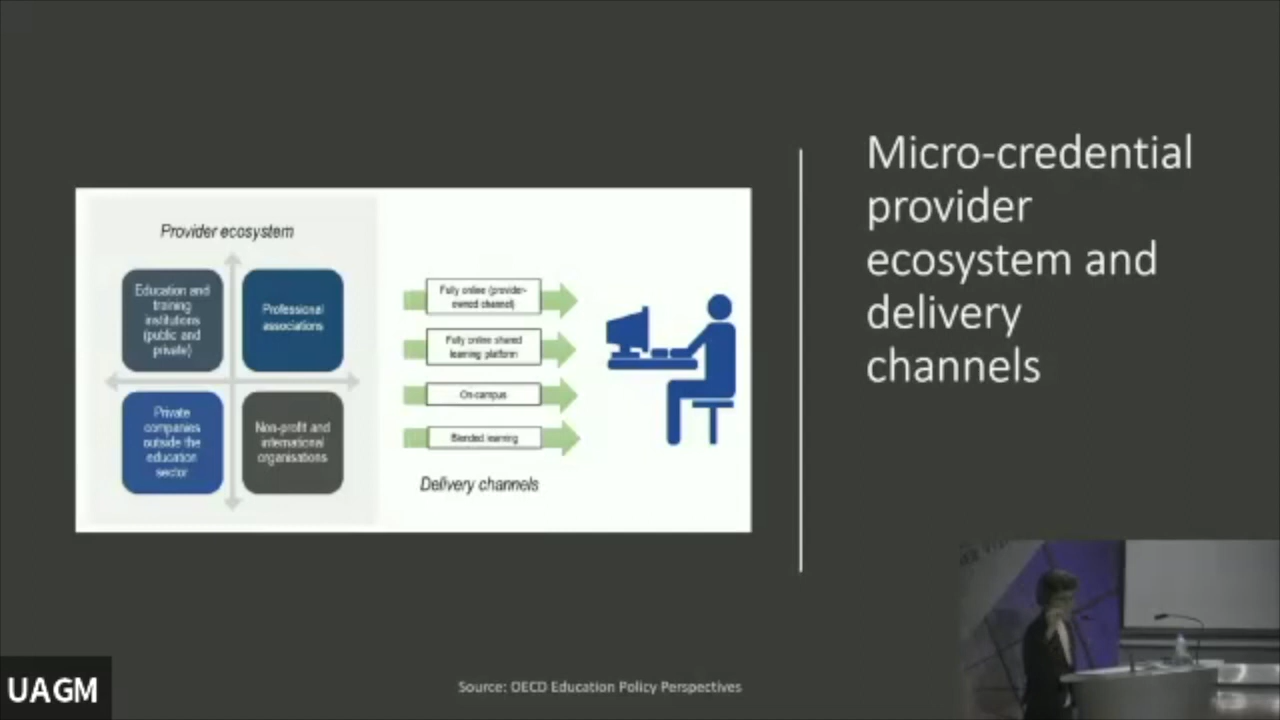 Micro-credential
provider
ecosystem and
delivery
channels
Provider ecosystem
Education and
training
institutions
(public and
private)
Professional
associations
Private
companies
outside the
education
sector
Non-profit and
international
organisations
Fully online (provider-
owned channel)
Fully online shared
learning platform
On-campus
Blended learning
Delivery channels
Source: OECD Education Policy Perspectives
UAGM